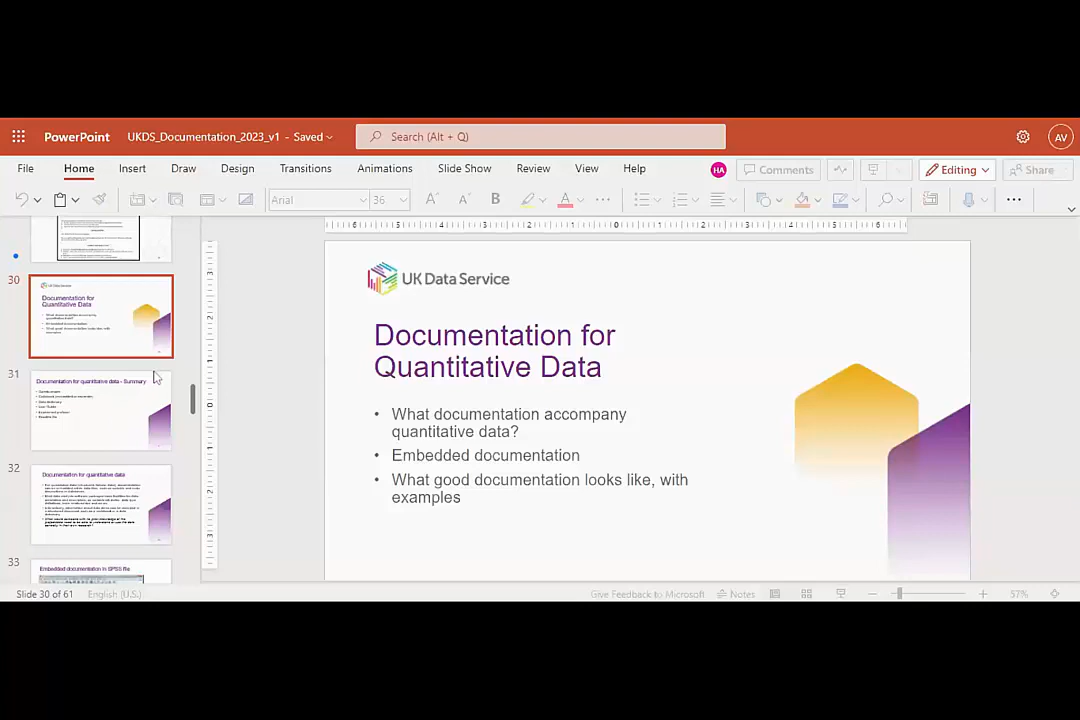 PowerPoint UKDS_Documentation_2023_v1 - Saved Search (Alt + Q) AV
File Home Insert Draw Design Transitions Animations Slide Show Review View Help HA Comments Editing Share
Arial 36
30
UK Data Service
Documentation for
Quantitative Data
31
Documentation for quantitative data - Summary
32
Documentation for quantitative data
33
Embedded documentation in SPSS file
UK Data Service
Documentation for
Quantitative Data
• What documentation accompany
quantitative data?
• Embedded documentation
• What good documentation looks like, with
examples
Slide 30 of 61 English (U.S.) Give Feedback to Microsoft Notes 57%